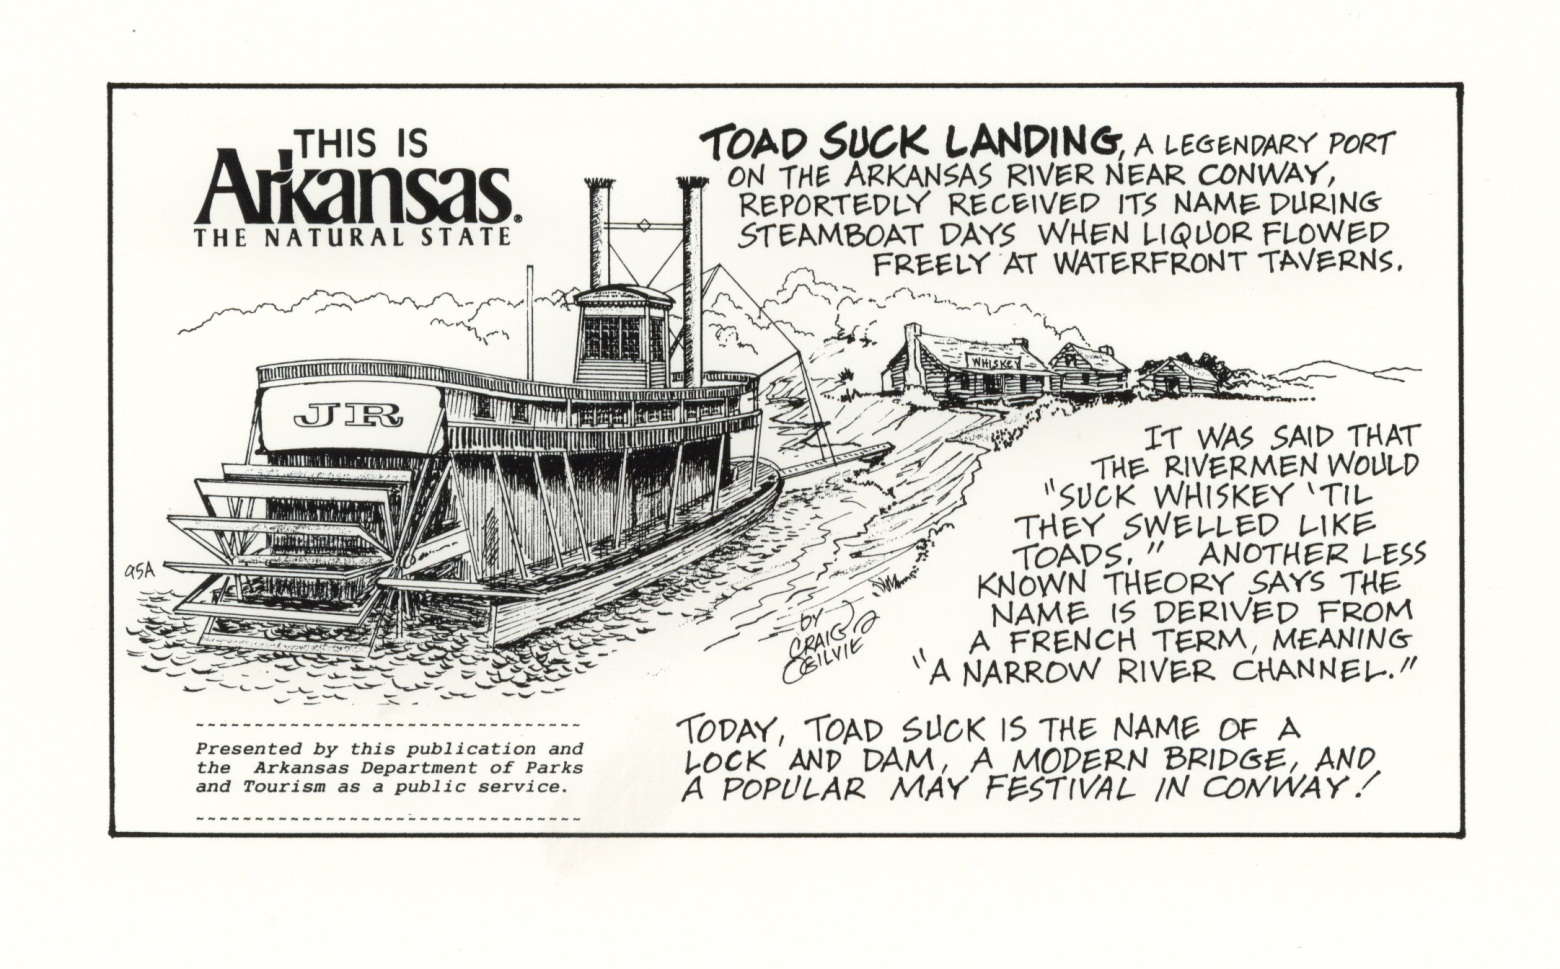 THIS IS
Arkansas®
THE NATURAL STATE
TOAD SUCK LANDING, A LEGENDARY PORT
ON THE ARKANSAS RIVER NEAR CONWAY,
REPORTEDLY RECEIVED ITS NAME DURING
STEAMBOAT DAYS WHEN LIQUOR FLOWED
FREELY AT WATERFRONT TAVERNS.
WHISKEY
JR
IT WAS SAID THAT
THE RIVERMEN WOULD
"SUCK WHISKEY 'TIL
THEY SWELLED LIKE
TOADS." ANOTHER LESS
KNOWN THEORY SAYS THE
NAME IS DERIVED FROM
A FRENCH TERM, MEANING
"A NARROW RIVER CHANNEL."
95A
by
CRAIG
OGILVIE
TODAY, TOAD SUCK IS THE NAME OF A
LOCK AND DAM, A MODERN BRIDGE, AND
A POPULAR MAY FESTIVAL IN CONWAY!
Presented by this publication and
the Arkansas Department of Parks
and Tourism as a public service.